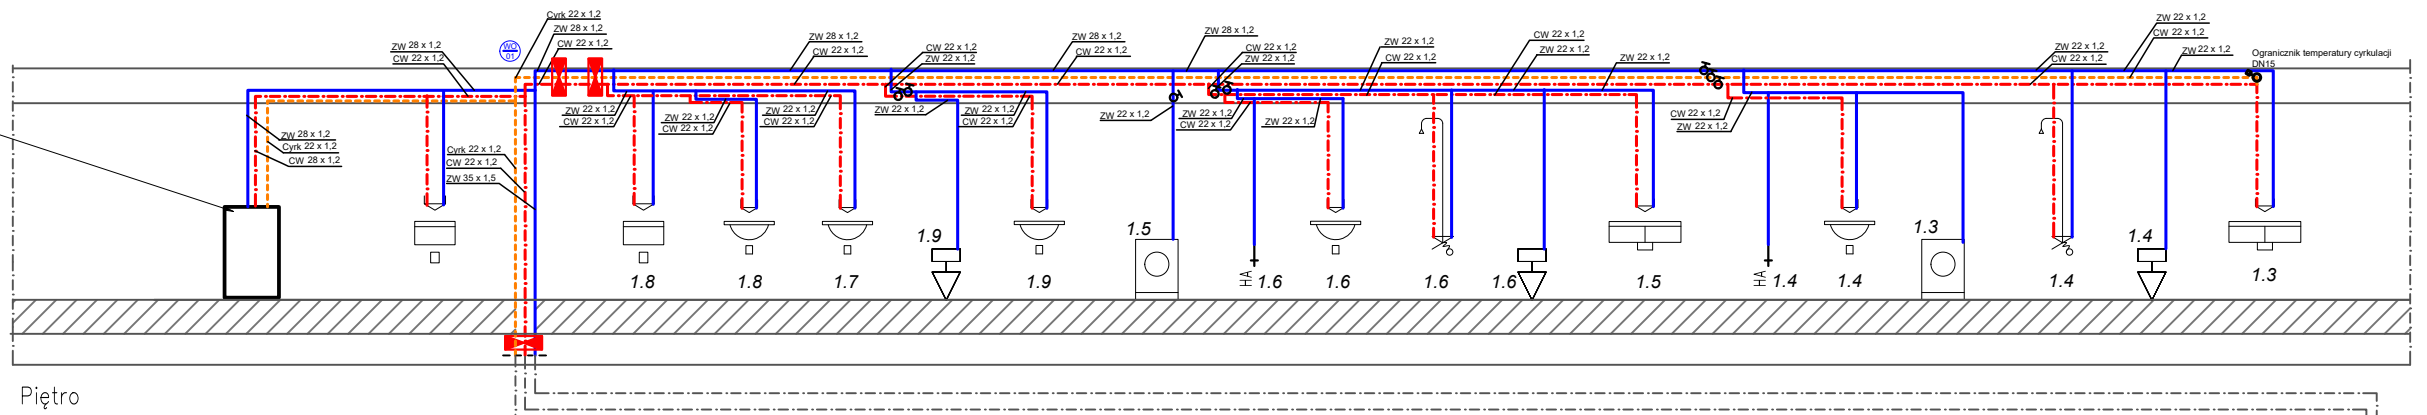 Cyrk 22 x 1,2
ZW 28 x 1,2
CW 22 x 1,2
WO
01
ZW 28 x 1,2
CW 22 x 1,2
ZW 28 x 1,2
CW 22 x 1,2
CW 22 x 1,2
ZW 22 x 1,2
ZW 28 x 1,2
CW 22 x 1,2
ZW 28 x 1,2
CW 22 x 1,2
ZW 22 x 1,2
ZW 22 x 1,2
CW 22 x 1,2
CW 22 x 1,2
ZW 22 x 1,2
ZW 22 x 1,2
ZW 22 x 1,2
CW 22 x 1,2
ZW 22 x 1,2
CW 22 x 1,2
ZW 22 x 1,2
Ogranicznik temperatury cyrkulacji
DN15
ZW 28 x 1,2
Cyrk 22 x 1,2
CW 28 x 1,2
Cyrk 22 x 1,2
CW 22 x 1,2
ZW 35 x 1,5
ZW 22 x 1,2
CW 22 x 1,2
ZW 22 x 1,2
CW 22 x 1,2
ZW 22 x 1,2
CW 22 x 1,2
ZW 22 x 1,2
ZW 22 x 1,2
CW 22 x 1,2
ZW 22 x 1,2
ZW 22 x 1,2
CW 22 x 1,2
ZW 22 x 1,2
CW 22 x 1,2
ZW 22 x 1,2
1.9
1.5
1.3
1.4
1.8
1.8
1.7
1.9
HA
1.6
1.6
1.6
1.6
1.5
HA
1.4
1.4
1.4
1.3
Piętro